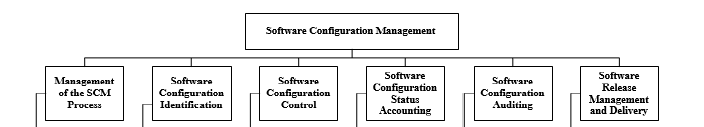 Software Configuration Management
Management
of the SCM
Process
Software
Configuration
Identification
Software
Configuration
Control
Software
Configuration
Status
Accounting
Software
Configuration
Auditing
Software
Release
Management
and Delivery